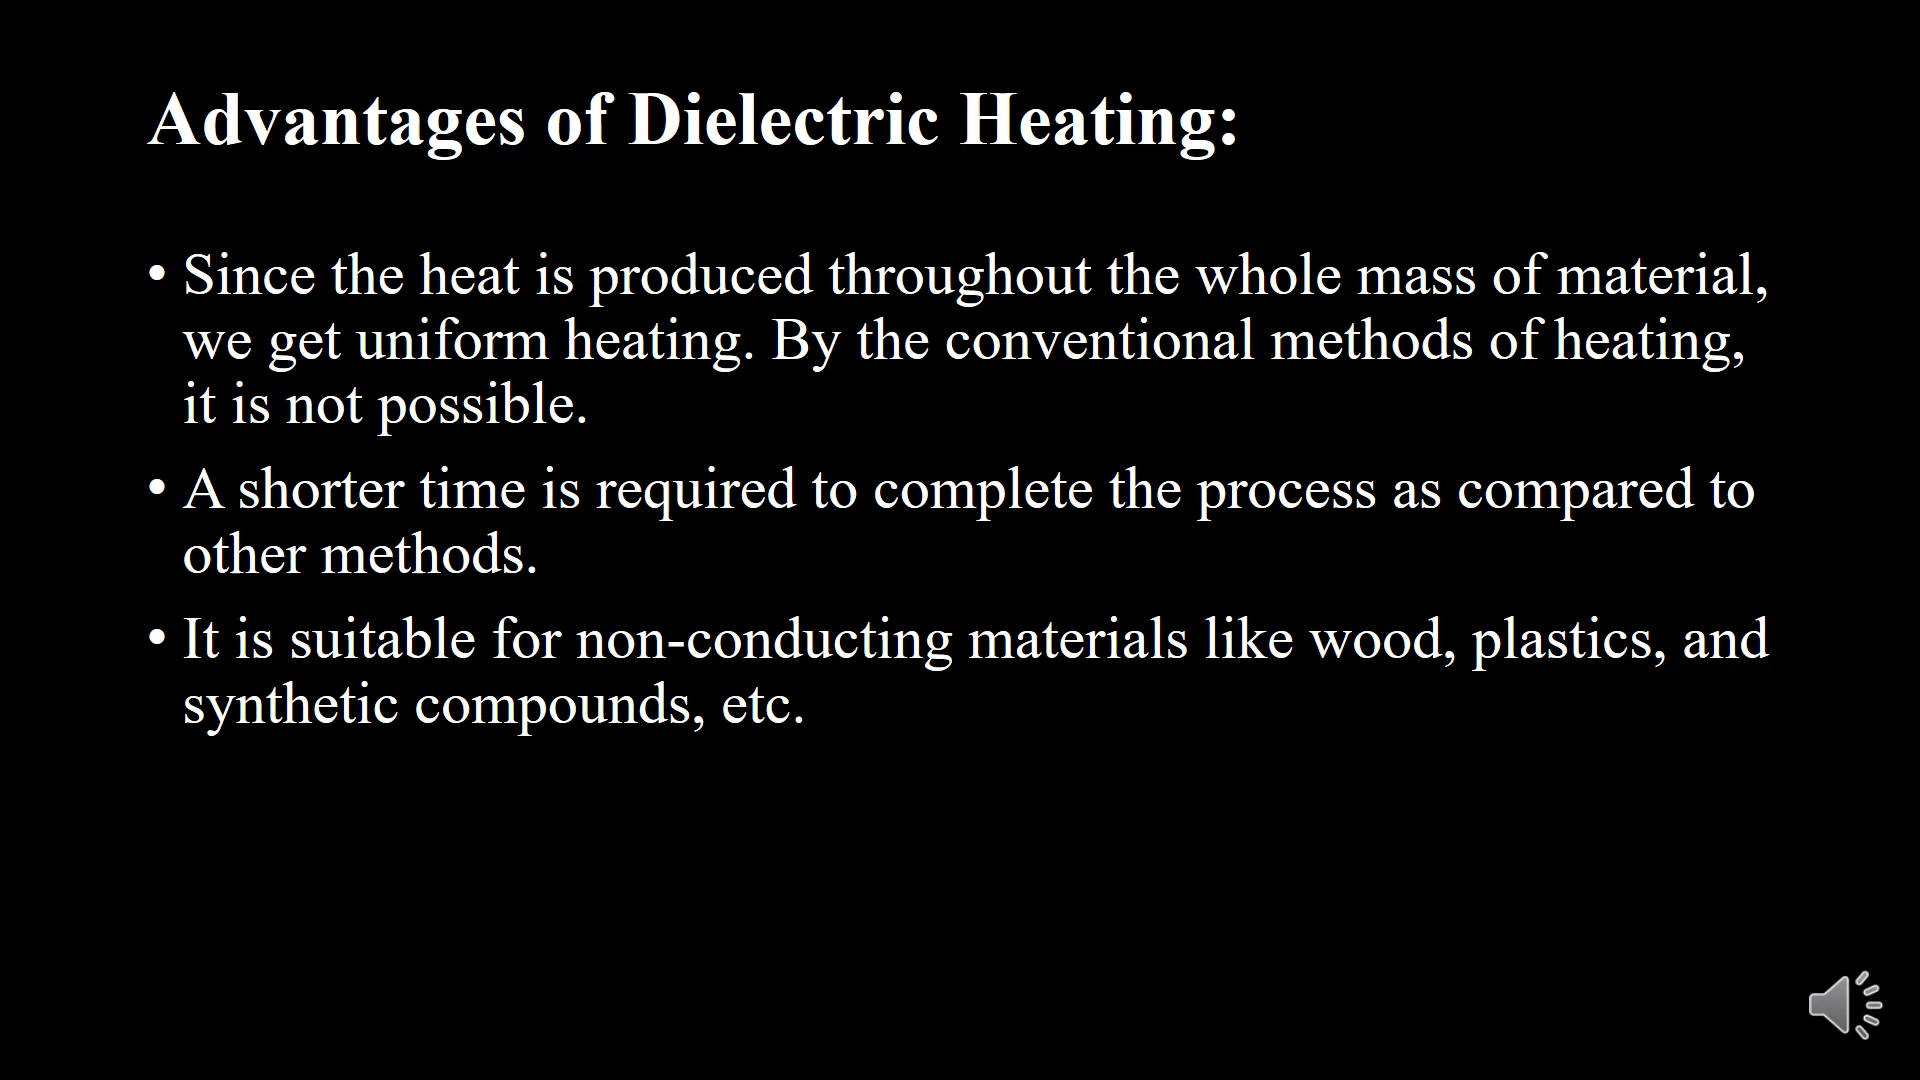 Advantages of Dielectric Heating:
• Since the heat is produced throughout the whole mass of material,
we get uniform heating. By the conventional methods of heating,
it is not possible.
• A shorter time is required to complete the process as compared to
other methods.
• It is suitable for non-conducting materials like wood, plastics, and
synthetic compounds, etc.